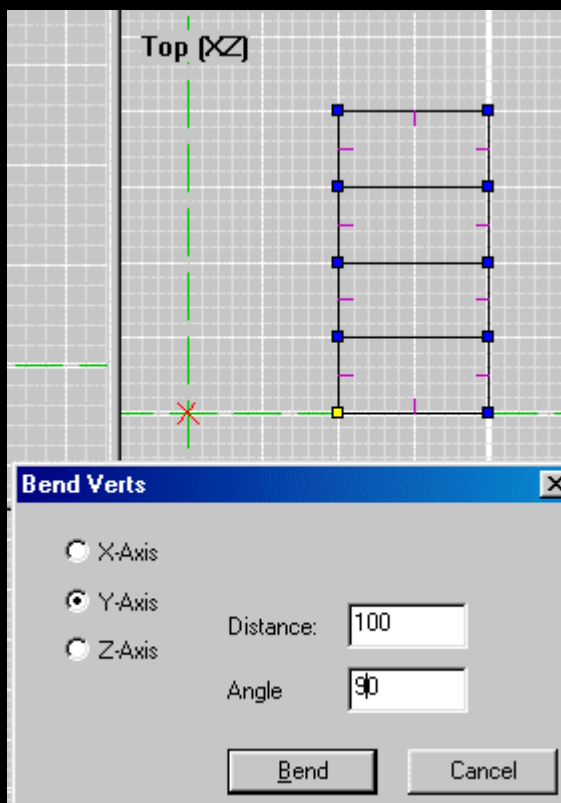 Top (XZ)
Bend Verts
X-Axis
Y-Axis
Z-Axis
Distance: 100
Angle 90
Bend Cancel